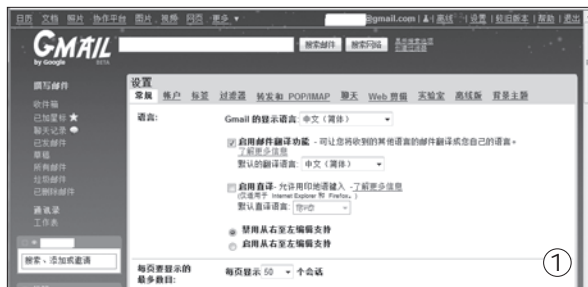 日历 文档 照片 协作平台 图片 视频 网页 更多 ▼
@gmail.com | 离线 | 设置 | 较旧版本 | 帮助 | 退出
GMAIL
by Google BETA
搜索邮件 搜索网络
撰写邮件
收件箱
已加星标 ★
聊天记录
已发邮件
草稿
所有邮件
垃圾邮件
已删除邮件
通讯录
工作表
搜索、添加或邀请
设置
常规 帐户 标签 过滤器 转发和 POP/IMAP 聊天 Web 剪辑 实验室 离线版 背景主题
语言: Gmail 的显示语言: 中文（简体）
启用邮件翻译功能 - 可让您将收到的其他语言的邮件翻译成您自己的语言。
了解更多信息
默认的翻译语言: 中文（简体）
启用直译 - 允许用印地语键入 - 了解更多信息
(仅适用于 Internet Explorer 和 Firefox。)
默认直译语言:
禁用从右至左编辑支持
启用从右至左编辑支持
每页要显示的
最多数目:
每页显示 50 个会话
①